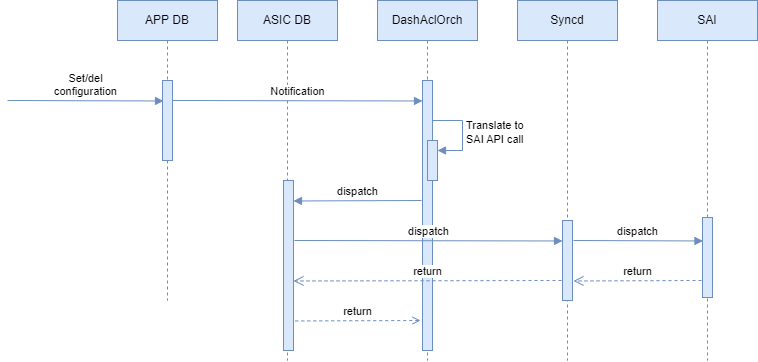 APP DB
ASIC DB
DashAclOrch
Syncd
SAI
Set/del
configuration
Notification
Translate to
SAI API call
dispatch
dispatch
dispatch
return
return
return